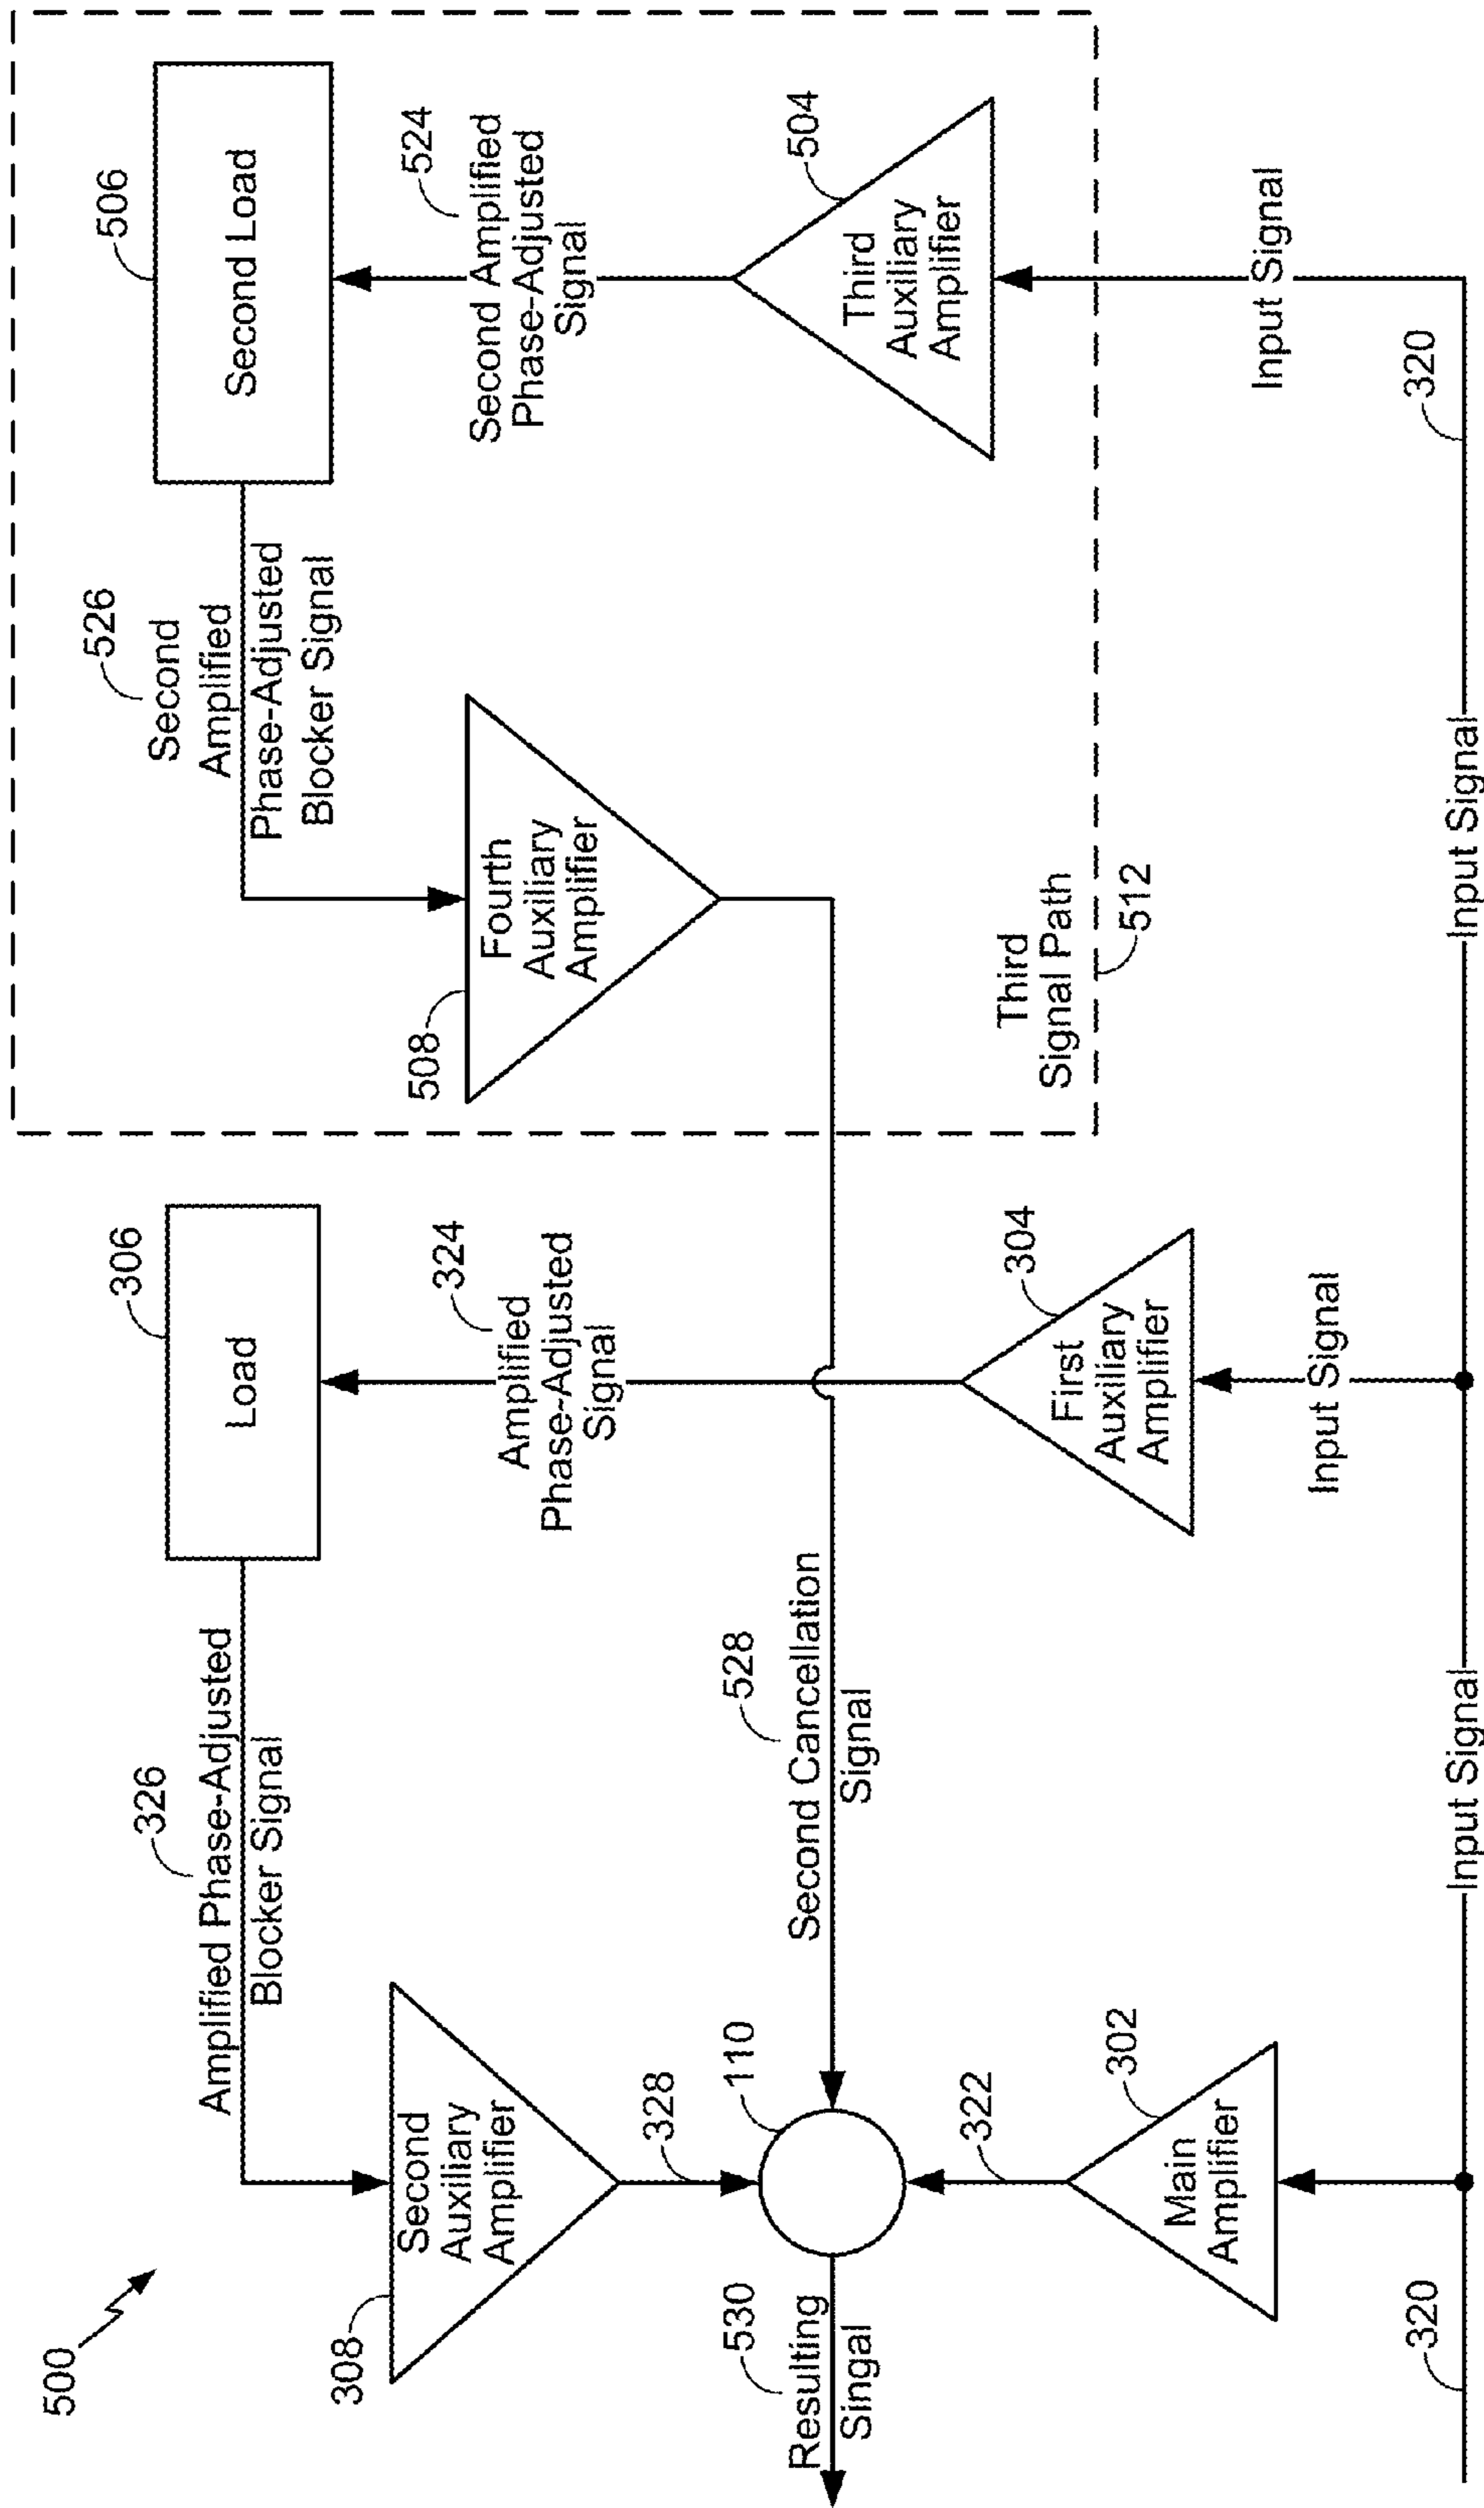 500
326
Amplified Phase-Adjusted
Blocker Signal
306
Load
526
Second
Amplified
Phase-Adjusted
Blocker Signal
506
Second Load
308
Second
Auxiliary
Amplifier
324
Amplified
Phase-Adjusted
Signal
508
Fourth
Auxiliary
Amplifier
524
Second Amplified
Phase-Adjusted
Signal
530
Resulting
Singal
328
110
528
Second Cancellation
Signal
504
Third
Auxiliary
Amplifier
322
302
Main
Amplifier
304
First
Auxiliary
Amplifier
Third
Signal Path
512
Input Signal
Input Signal
320
Input Signal
Input Signal
320